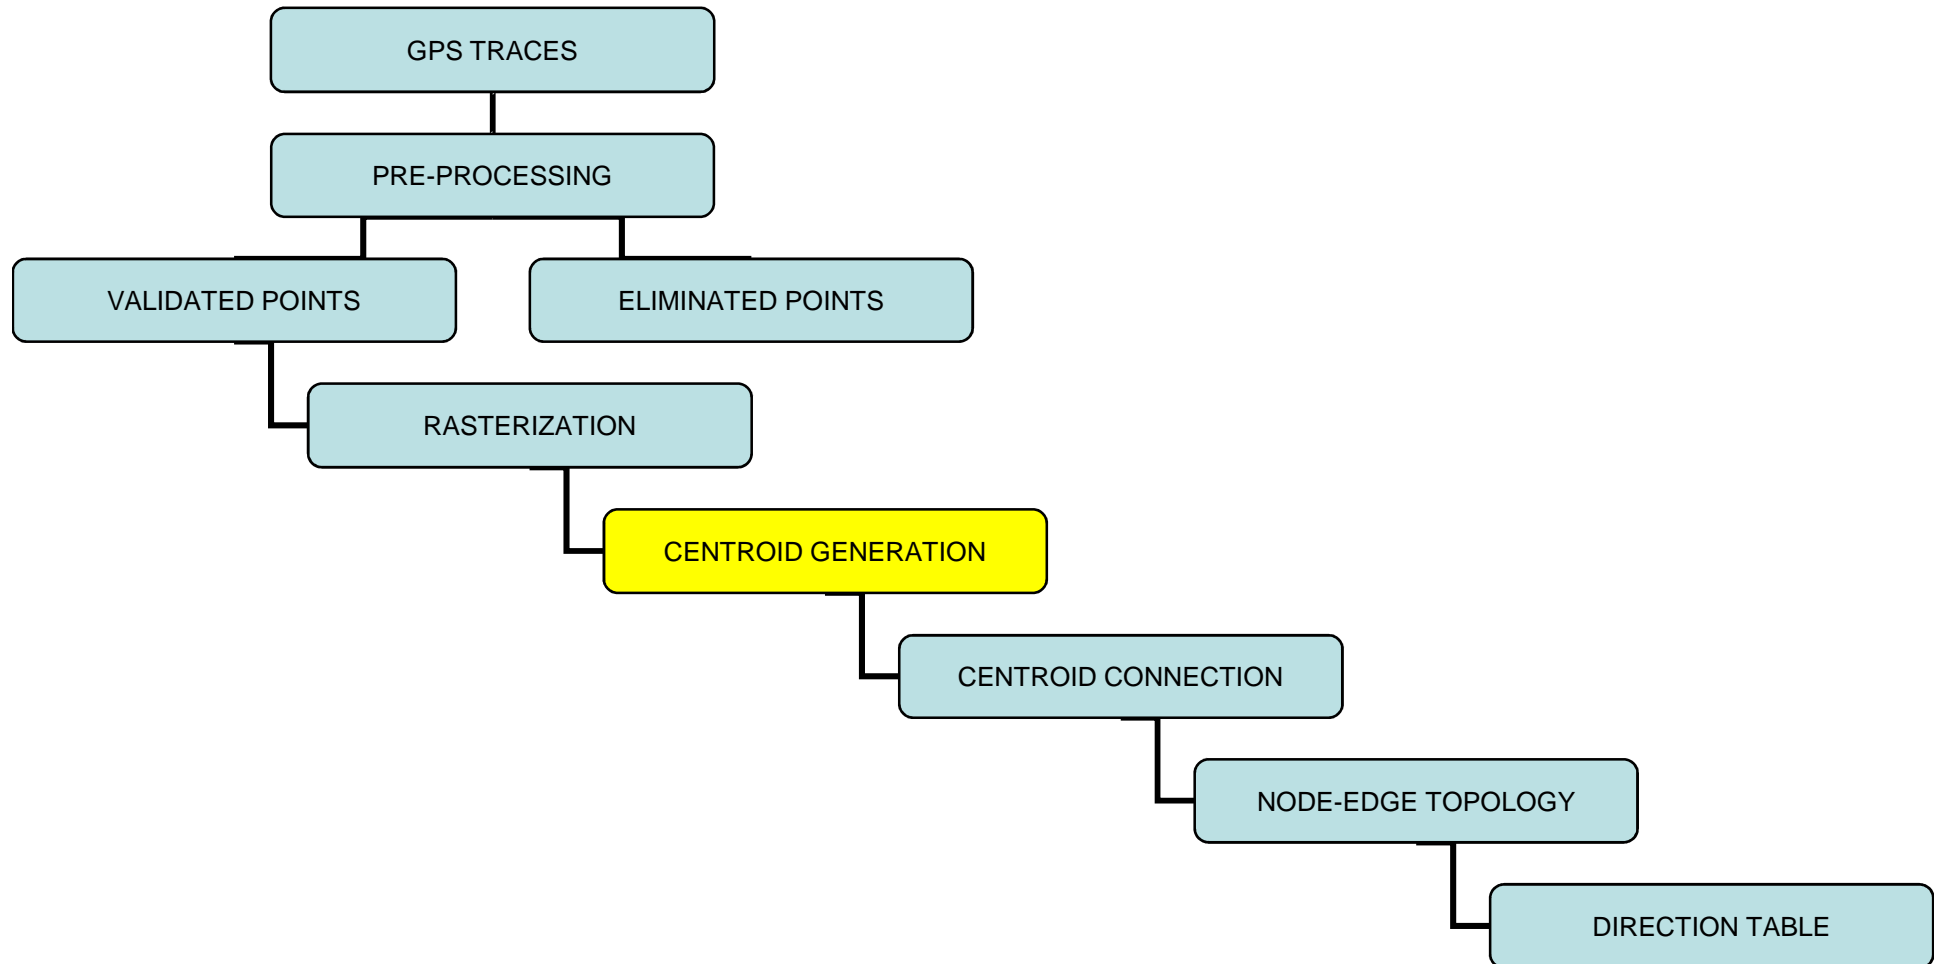 GPS TRACES
PRE-PROCESSING
VALIDATED POINTS
ELIMINATED POINTS
RASTERIZATION
CENTROID GENERATION
CENTROID CONNECTION
NODE-EDGE TOPOLOGY
DIRECTION TABLE